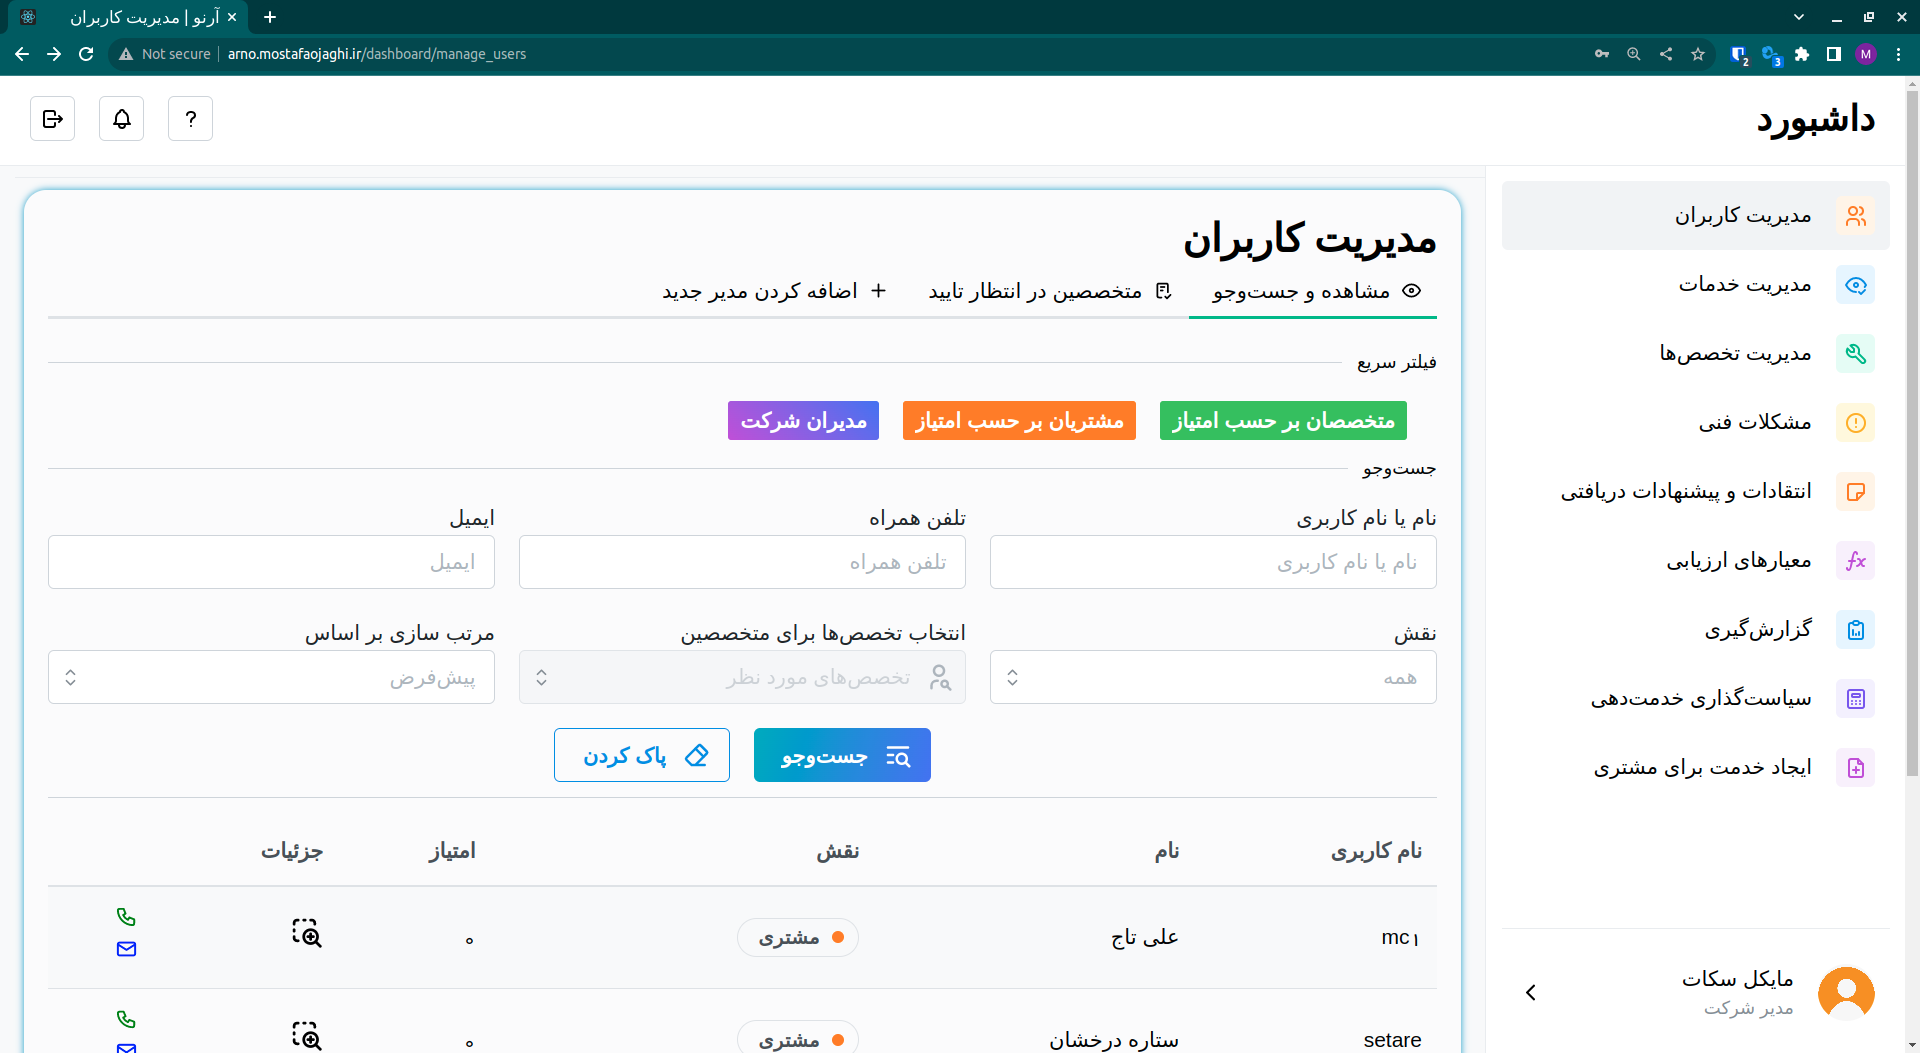 آرنو | مدیریت کاربران
Not secure
arno.mostafaojaghi.ir/dashboard/manage_users
2
3
M
داشبورد
?
مدیریت کاربران
مدیریت خدمات
مدیریت تخصص‌ها
مشکلات فنی
انتقادات و پیشنهادات دریافتی
معیارهای ارزیابی
گزارش‌گیری
سیاست‌گذاری خدمت‌دهی
ایجاد خدمت برای مشتری
مایکل سکات
مدیر شرکت
مدیریت کاربران
مشاهده و جست‌وجو متخصصین در انتظار تایید اضافه کردن مدیر جدید
فیلتر سریع
متخصصان بر حسب امتیاز مشتریان بر حسب امتیاز مدیران شرکت
جست‌وجو
نام یا نام کاربری تلفن همراه ایمیل
نام یا نام کاربری تلفن همراه ایمیل
نقش انتخاب تخصص‌ها برای متخصصین مرتب سازی بر اساس
همه تخصص‌های مورد نظر پیش‌فرض
جست‌وجو پاک کردن
نام کاربری نام نقش امتیاز جزئیات
mc۱ علی تاج مشتری ۰
setare ستاره درخشان مشتری ۰